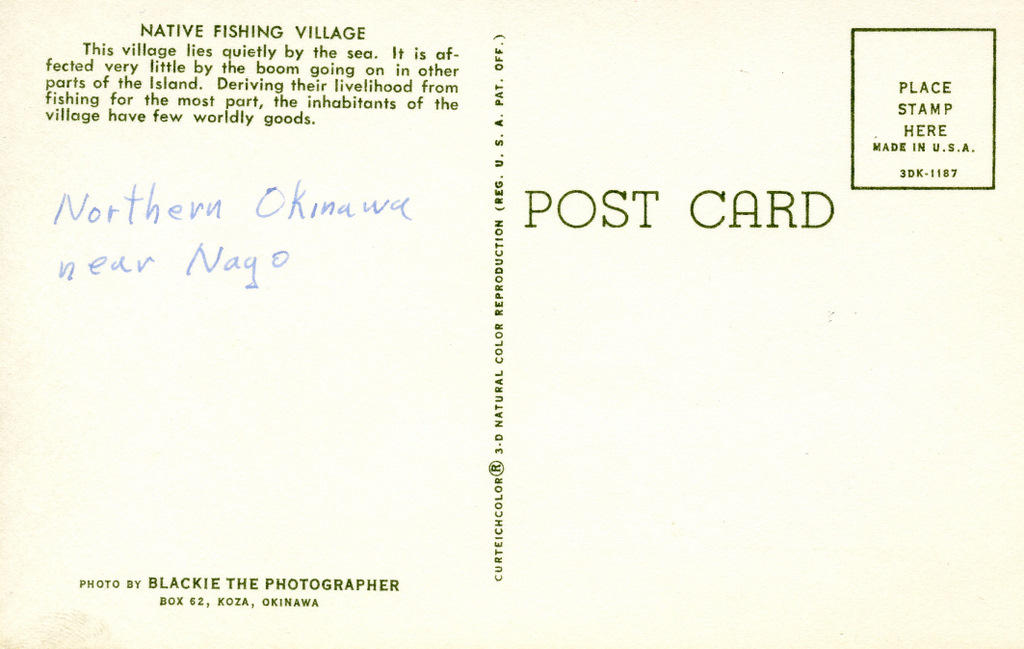 NATIVE FISHING VILLAGE
This village lies quietly by the sea. It is af-
fected very little by the boom going on in other
parts of the Island. Deriving their livelihood from
fishing for the most part, the inhabitants of the
village have few worldly goods.
Northern Okinawa
near Nago
PHOTO BY BLACKIE THE PHOTOGRAPHER
BOX 62, KOZA, OKINAWA
CURTEICHCOLOR® 3-D NATURAL COLOR REPRODUCTION (REG. U. S. A. PAT. OFF.)
POST CARD
PLACE
STAMP
HERE
MADE IN U.S.A.
3DK-1187